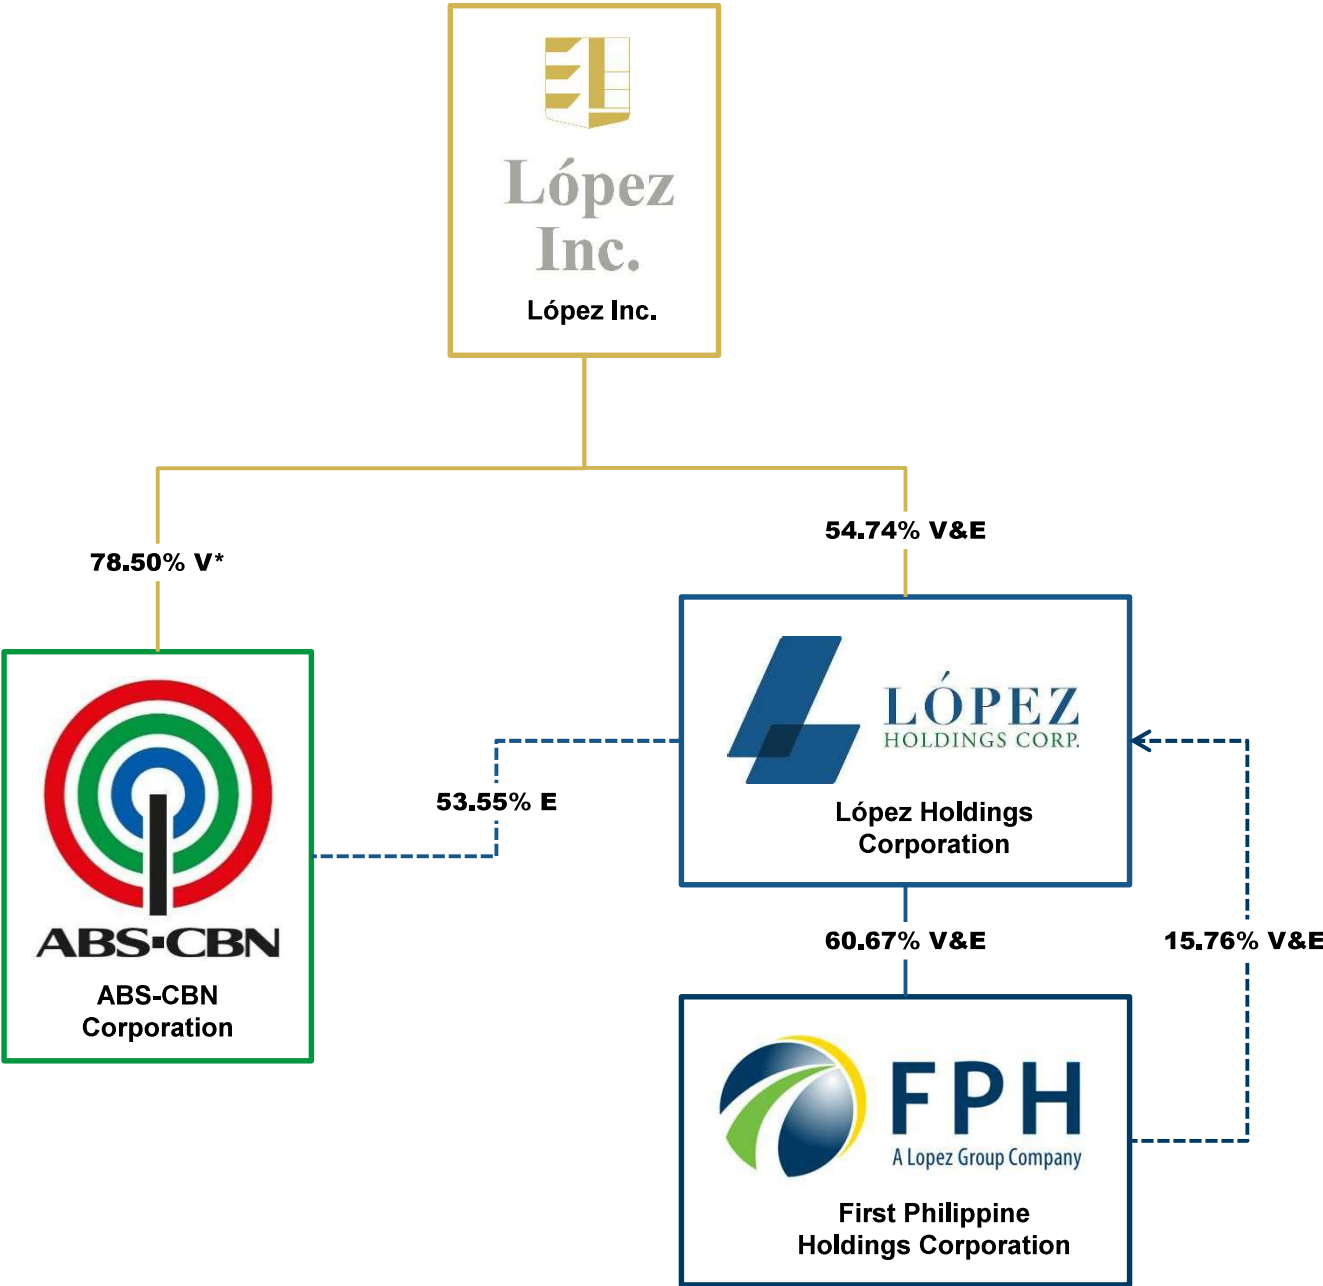 López
Inc.
López Inc.
54.74% V&E
78.50% V*
LÓPEZ
HOLDINGS CORP.
53.55% E
López Holdings
Corporation
ABS-CBN
ABS-CBN
Corporation
60.67% V&E
15.76% V&E
FPH
A Lopez Group Company
First Philippine
Holdings Corporation